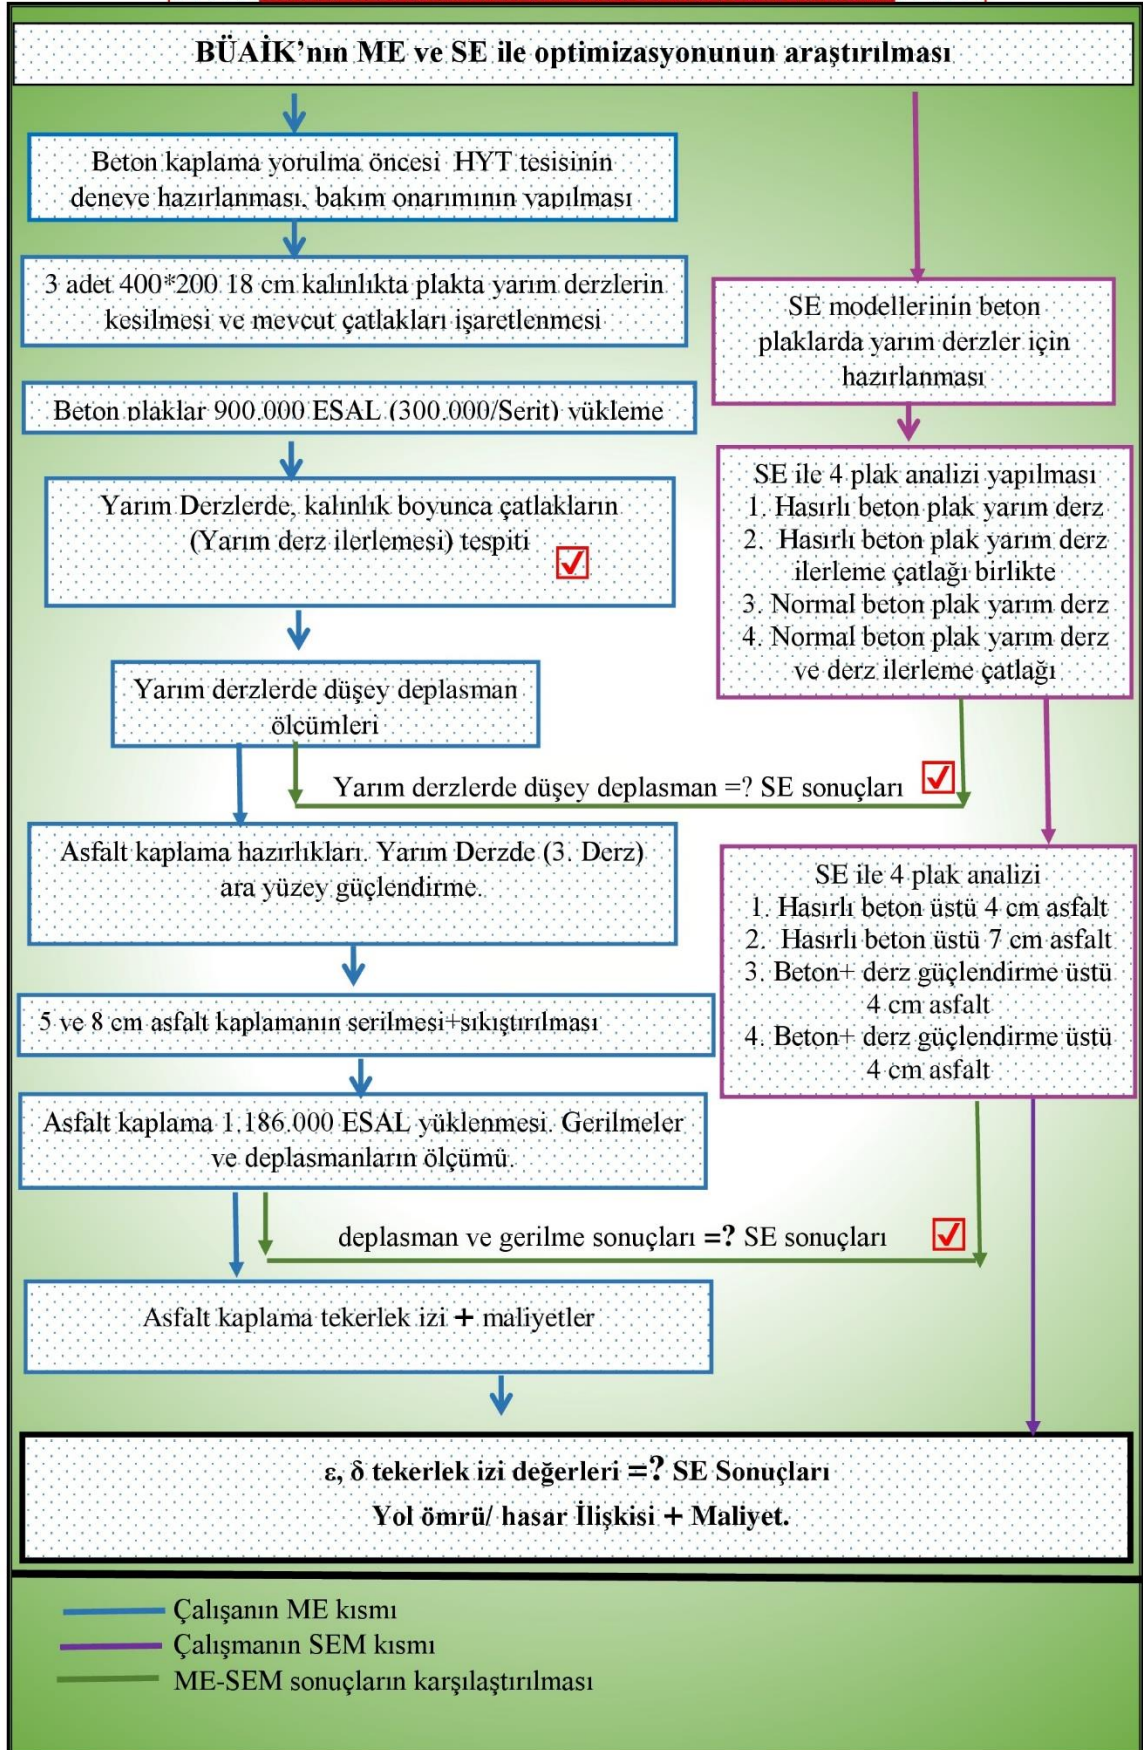 BÜAİK’nın ME ve SE ile optimizasyonunun araştırılması
Beton kaplama yorulma öncesi HYT tesisinin
deneye hazırlanması, bakım onarımının yapılması
3 adet 400*200 18 cm kalınlıkta plakta yarım derzlerin
kesilmesi ve mevcut çatlakları işaretlenmesi
Beton plaklar 900.000 ESAL (300.000/Serit) yükleme
Yarım Derzlerde, kalınlık boyunca çatlakların
(Yarım derz ilerlemesi) tespiti
Yarım derzlerde düşey deplasman
ölçümleri
SE modellerinin beton
plaklarda yarım derzler için
hazırlanması
SE ile 4 plak analizi yapılması
1. Hasırlı beton plak yarım derz
2. Hasırlı beton plak yarım derz
ilerleme çatlağı birlikte
3. Normal beton plak yarım derz
4. Normal beton plak yarım derz
ve derz ilerleme çatlağı
Yarım derzlerde düşey deplasman =? SE sonuçları
Asfalt kaplama hazırlıkları. Yarım Derzde (3. Derz)
ara yüzey güçlendirme.
5 ve 8 cm asfalt kaplamanın serilmesi+sıkıştırılması
Asfalt kaplama 1.186.000 ESAL yüklenmesi. Gerilmeler
ve deplasmanların ölçümü.
SE ile 4 plak analizi
1. Hasırlı beton üstü 4 cm asfalt
2. Hasırlı beton üstü 7 cm asfalt
3. Beton+ derz güçlendirme üstü
4 cm asfalt
4. Beton+ derz güçlendirme üstü
4 cm asfalt
deplasman ve gerilme sonuçları =? SE sonuçları
Asfalt kaplama tekerlek izi + maliyetler
ε, δ tekerlek izi değerleri =? SE Sonuçları
Yol ömrü/ hasar İlişkisi + Maliyet.
Çalışanın ME kısmı
Çalışmanın SEM kısmı
ME-SEM sonuçların karşılaştırılması